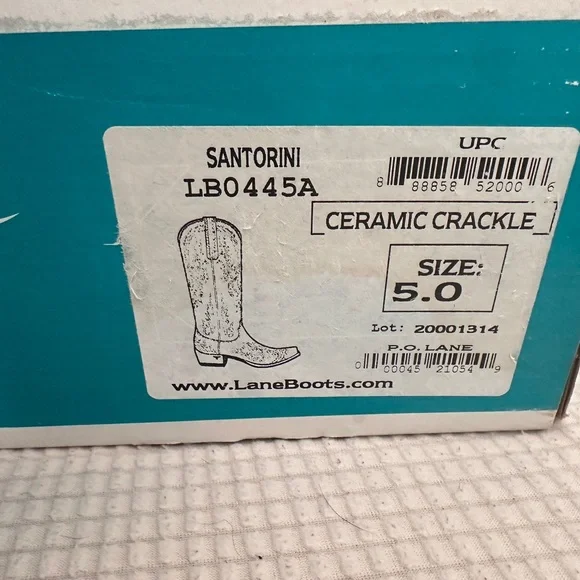 SANTORINI
LB0445A
UPC
8 88858 52000 6
CERAMIC CRACKLE
SIZE:
5.0
Lot: 20001314
P.O. LANE
0 00045 21054 9
www.LaneBoots.com